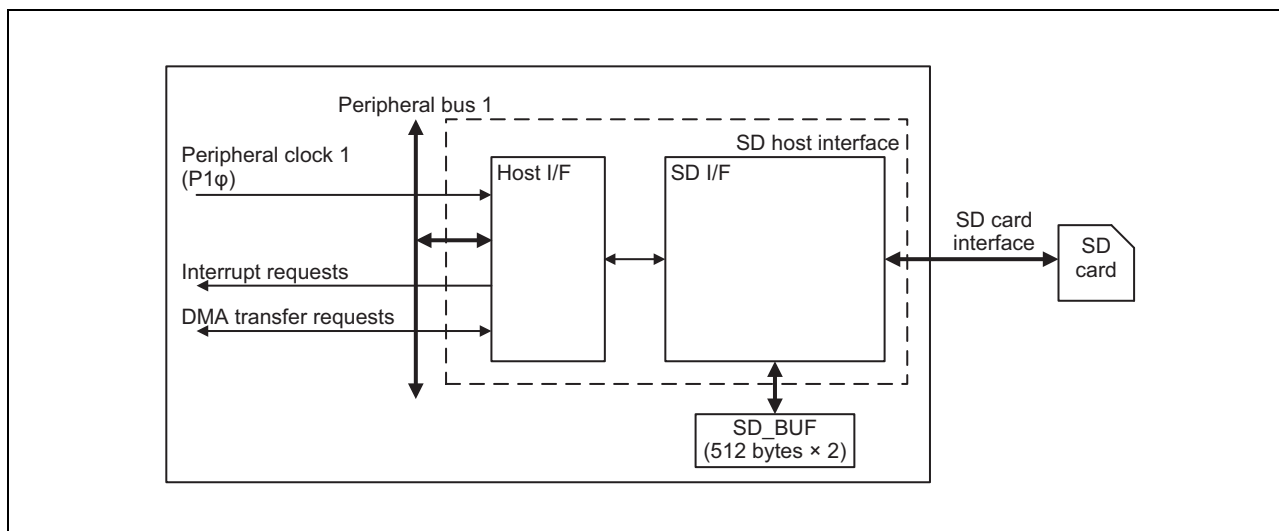 Peripheral bus 1
SD host interface
Peripheral clock 1
(P1φ)
Host I/F
SD I/F
SD card
interface
SD
card
Interrupt requests
DMA transfer requests
SD_BUF
(512 bytes × 2)